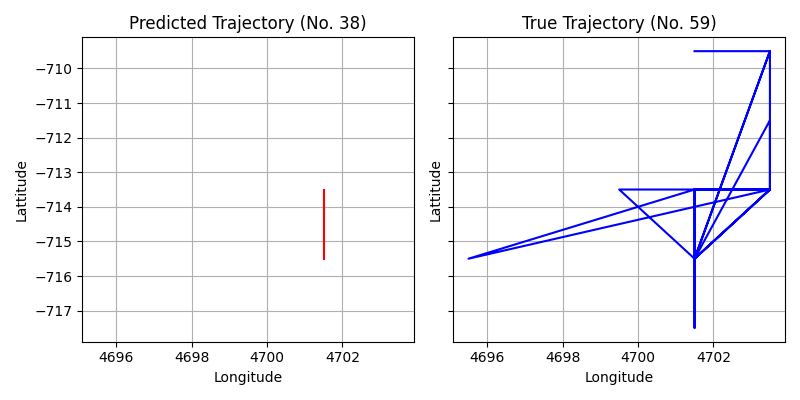 Predicted Trajectory (No. 38)
−710
−711
−712
−713
−714
−715
−716
−717
Lattitude
4696 4698 4700 4702
Longitude
True Trajectory (No. 59)
Lattitude
4696 4698 4700 4702
Longitude